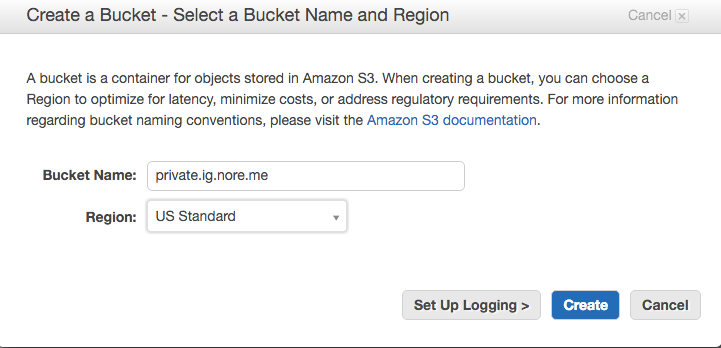 Create a Bucket - Select a Bucket Name and Region
Cancel x
A bucket is a container for objects stored in Amazon S3. When creating a bucket, you can choose a
Region to optimize for latency, minimize costs, or address regulatory requirements. For more information
regarding bucket naming conventions, please visit the Amazon S3 documentation.
Bucket Name: private.ig.nore.me
Region: US Standard
Set Up Logging > Create Cancel